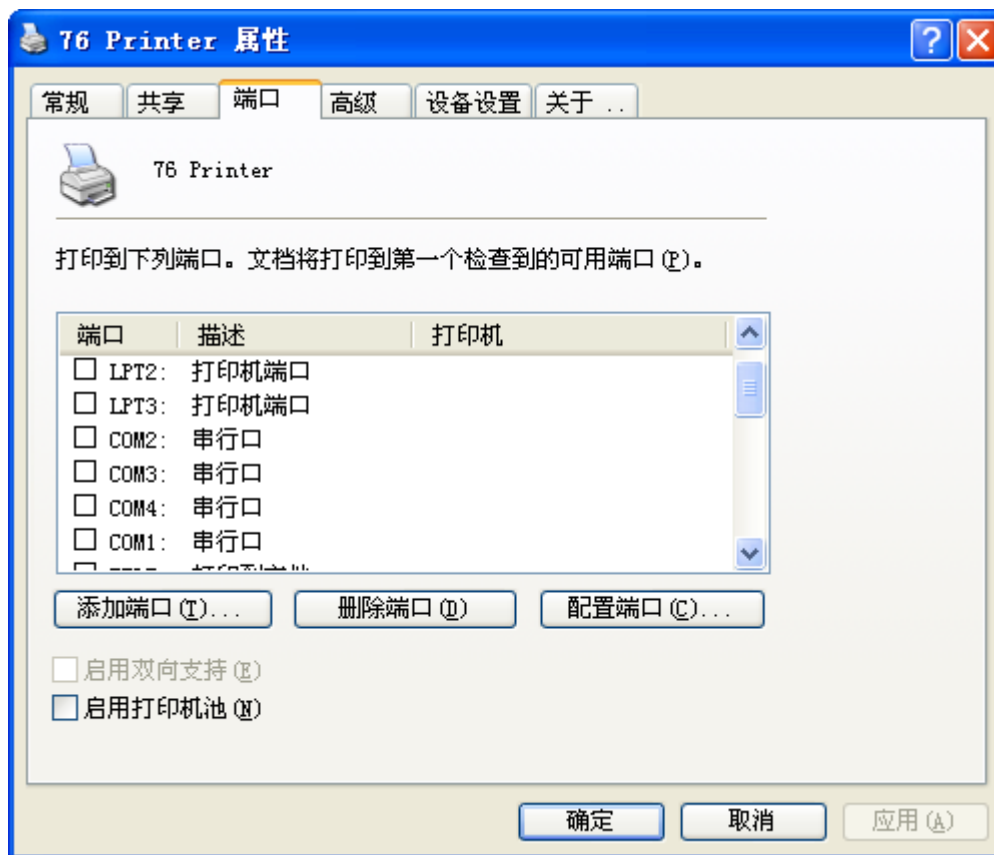 76 Printer 属性
常规 共享 端口 高级 设备设置 关于 ..
76 Printer
打印到下列端口。文档将打印到第一个检查到的可用端口(P)。
端口 描述 打印机
LPT2: 打印机端口
LPT3: 打印机端口
COM2: 串行口
COM3: 串行口
COM4: 串行口
COM1: 串行口
添加端口(T)... 删除端口(D) 配置端口(C)...
启用双向支持(E)
启用打印机池(N)
确定 取消 应用(A)